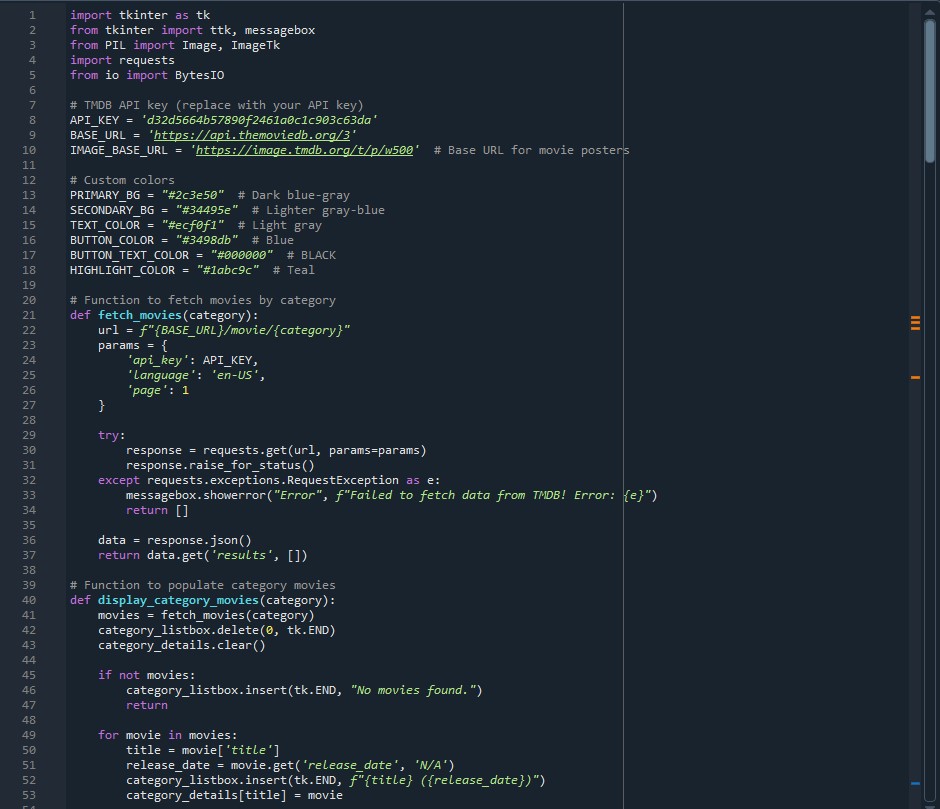 1 import tkinter as tk
2 from tkinter import ttk, messagebox
3 from PIL import Image, ImageTk
4 import requests
5 from io import BytesIO
6
7 # TMDB API key (replace with your API key)
8 API_KEY = 'd32d5664b57890f2461a0c1c903c63da'
9 BASE_URL = 'https://api.themoviedb.org/3'
10 IMAGE_BASE_URL = 'https://image.tmdb.org/t/p/w500'  # Base URL for movie posters
11
12 # Custom colors
13 PRIMARY_BG = "#2c3e50"  # Dark blue-gray
14 SECONDARY_BG = "#34495e"  # Lighter gray-blue
15 TEXT_COLOR = "#ecf0f1"  # Light gray
16 BUTTON_COLOR = "#3498db"  # Blue
17 BUTTON_TEXT_COLOR = "#000000"  # BLACK
18 HIGHLIGHT_COLOR = "#1abc9c"  # Teal
19
20 # Function to fetch movies by category
21 def fetch_movies(category):
22     url = f"{BASE_URL}/movie/{category}"
23     params = {
24         'api_key': API_KEY,
25         'language': 'en-US',
26         'page': 1
27     }
28
29     try:
30         response = requests.get(url, params=params)
31         response.raise_for_status()
32     except requests.exceptions.RequestException as e:
33         messagebox.showerror("Error", f"Failed to fetch data from TMDB! Error: {e}")
34         return []
35
36     data = response.json()
37     return data.get('results', [])
38
39 # Function to populate category movies
40 def display_category_movies(category):
41     movies = fetch_movies(category)
42     category_listbox.delete(0, tk.END)
43     category_details.clear()
44
45     if not movies:
46         category_listbox.insert(tk.END, "No movies found.")
47         return
48
49     for movie in movies:
50         title = movie['title']
51         release_date = movie.get('release_date', 'N/A')
52         category_listbox.insert(tk.END, f"{title} ({release_date})")
53         category_details[title] = movie